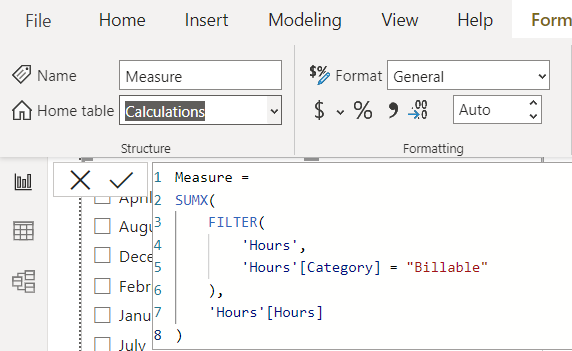 File Home Insert Modeling View Help Form
Name Measure
Format General
Home table Calculations
$ % 9 .00 Auto
Structure
Formatting
1 Measure =
2 SUMX(
3 FILTER(
4 'Hours',
5 'Hours'[Category] = "Billable"
6 ),
7 'Hours'[Hours]
8 )
April
Augu
Dece
Febr
Janu
July